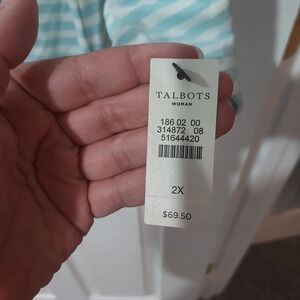 TALBOTS
WOMAN
186 02 00
314872 08
51644420
2X
$69.50